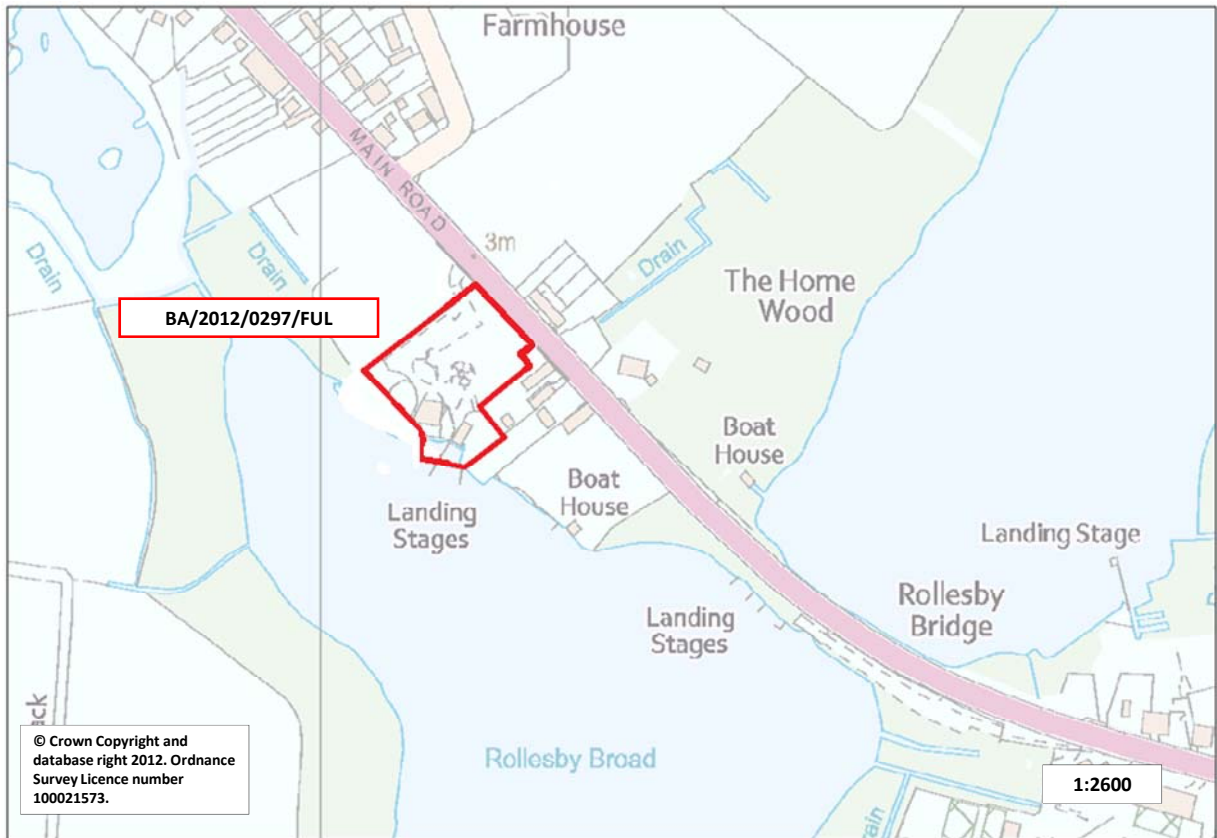 Farmhouse
MAIN ROAD
3m
Drain
Drain
Drain
The Home
Wood
BA/2012/0297/FUL
Boat
House
Boat
House
Landing
Stages
Landing Stage
Rollesby
Bridge
Landing
Stages
Rollesby Broad
© Crown Copyright and
database right 2012. Ordnance
Survey Licence number
100021573.
1:2600
Drain